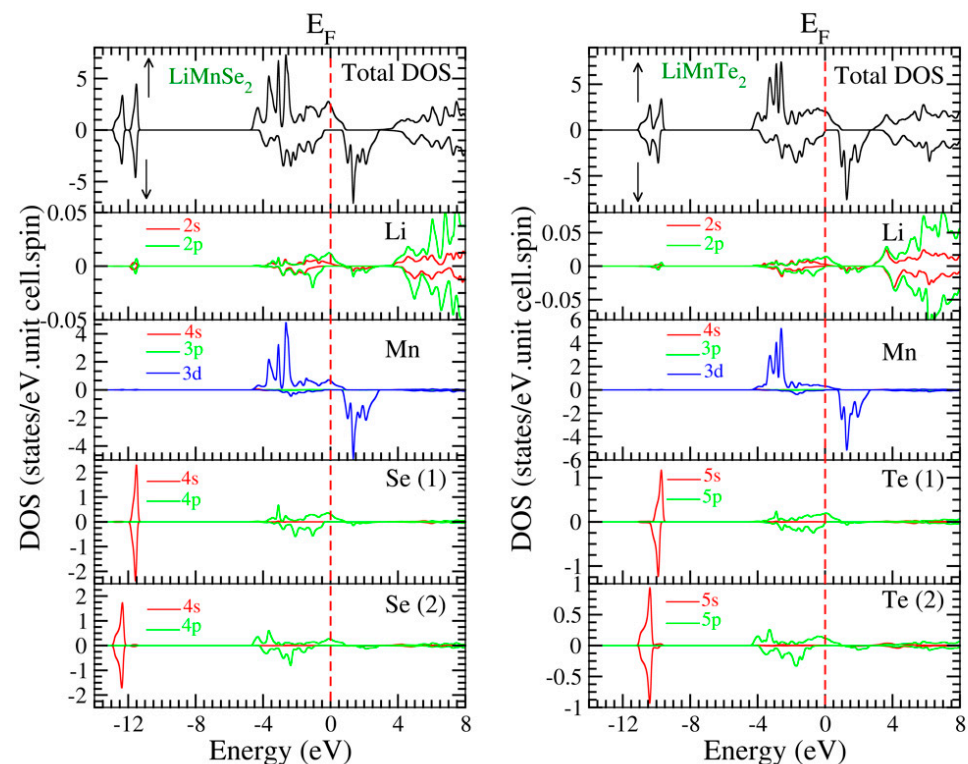 E_F
LiMnSe₂
Total DOS
5
0
-5
0.05
2s
2p
Li
0
-0.05
4
4s
3p
3d
Mn
2
0
-2
-4
2
4s
4p
Se (1)
1
0
-1
-2
2
4s
4p
Se (2)
1
0
-1
-2
-12 -8 -4 0 4 8
Energy (eV)
DOS (states/eV.unit cell.spin)
E_F
LiMnTe₂
Total DOS
5
0
-5
0.05
2s
2p
Li
0
-0.05
6
4s
3p
3d
Mn
4
2
0
-2
-4
-6
5s
5p
Te (1)
1
0
-1
1
5s
5p
Te (2)
0.5
0
-0.5
-1
-12 -8 -4 0 4 8
Energy (eV)
DOS (states/eV.unit cell.spin)